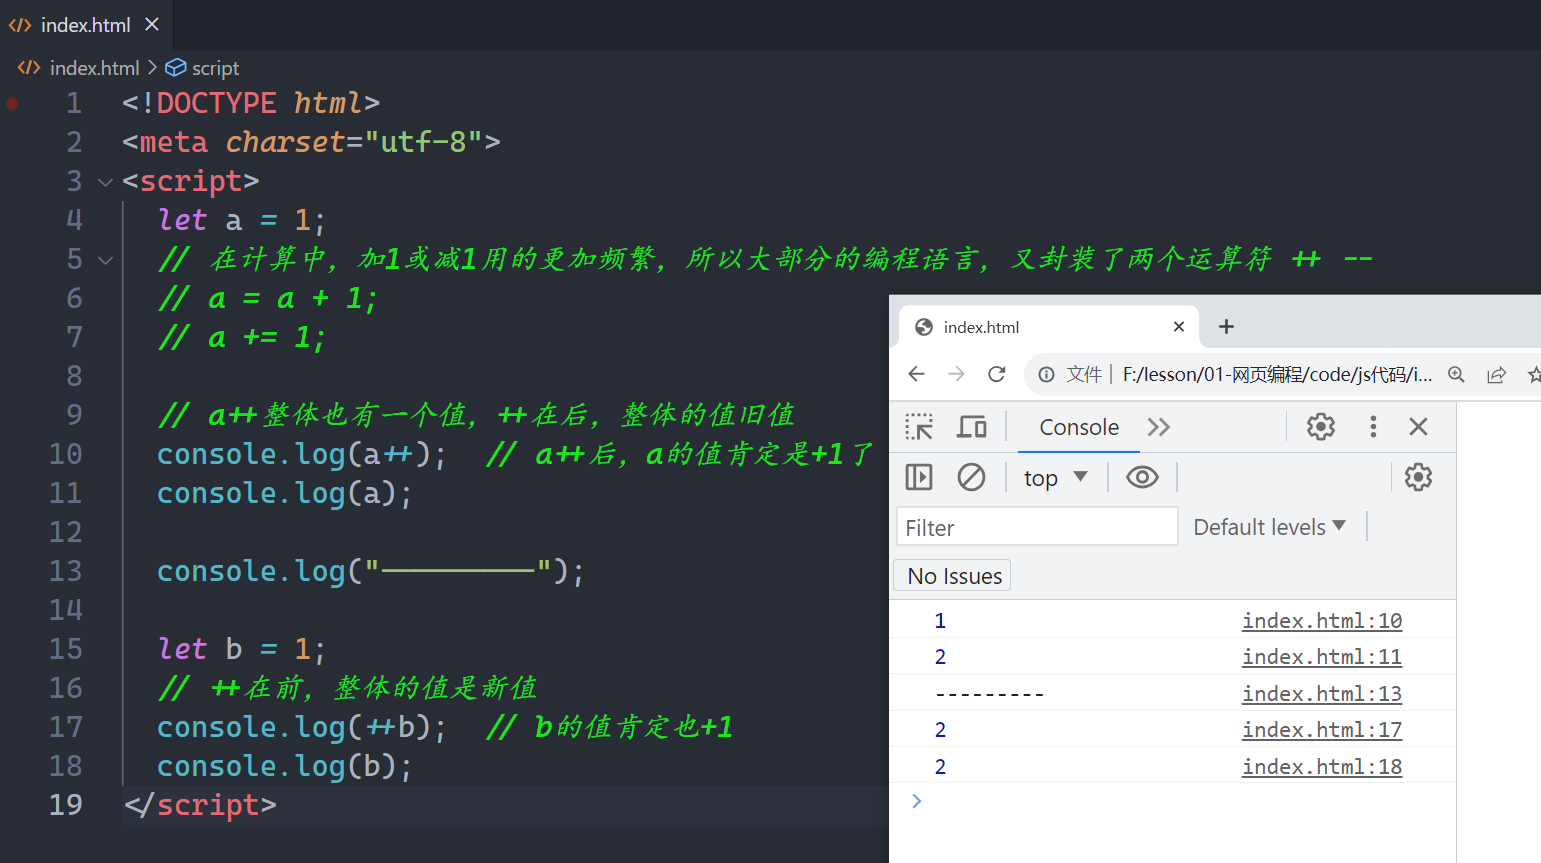 index.html
index.html > script
1 <!DOCTYPE html>
2 <meta charset="utf-8">
3 <script>
4 let a = 1;
5 // 在计算中，加1或减1用的更加频繁，所以大部分的编程语言，又封装了两个运算符 ++ --
6 // a = a + 1;
7 // a += 1;
8
9 // a++整体也有一个值，++在后，整体的值旧值
10 console.log(a++); // a++后，a的值肯定是+1了
11 console.log(a);
12
13 console.log("---------");
14
15 let b = 1;
16 // ++在前，整体的值是新值
17 console.log(++b); // b的值肯定也+1
18 console.log(b);
19 </script>
index.html
文件 | F:/lesson/01-网页编程/code/js代码/i...
Console
top
Filter
Default levels
No Issues
1 index.html:10
2 index.html:11
--------- index.html:13
2 index.html:17
2 index.html:18